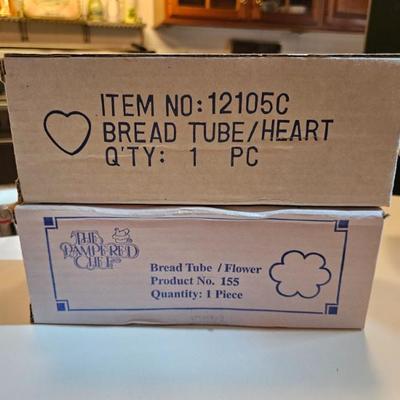 ITEM NO:12105C
BREAD TUBE/HEART
Q'TY: 1 PC
THE
PAMPERED
CHEF
Bread Tube / Flower
Product No. 155
Quantity: 1 Piece